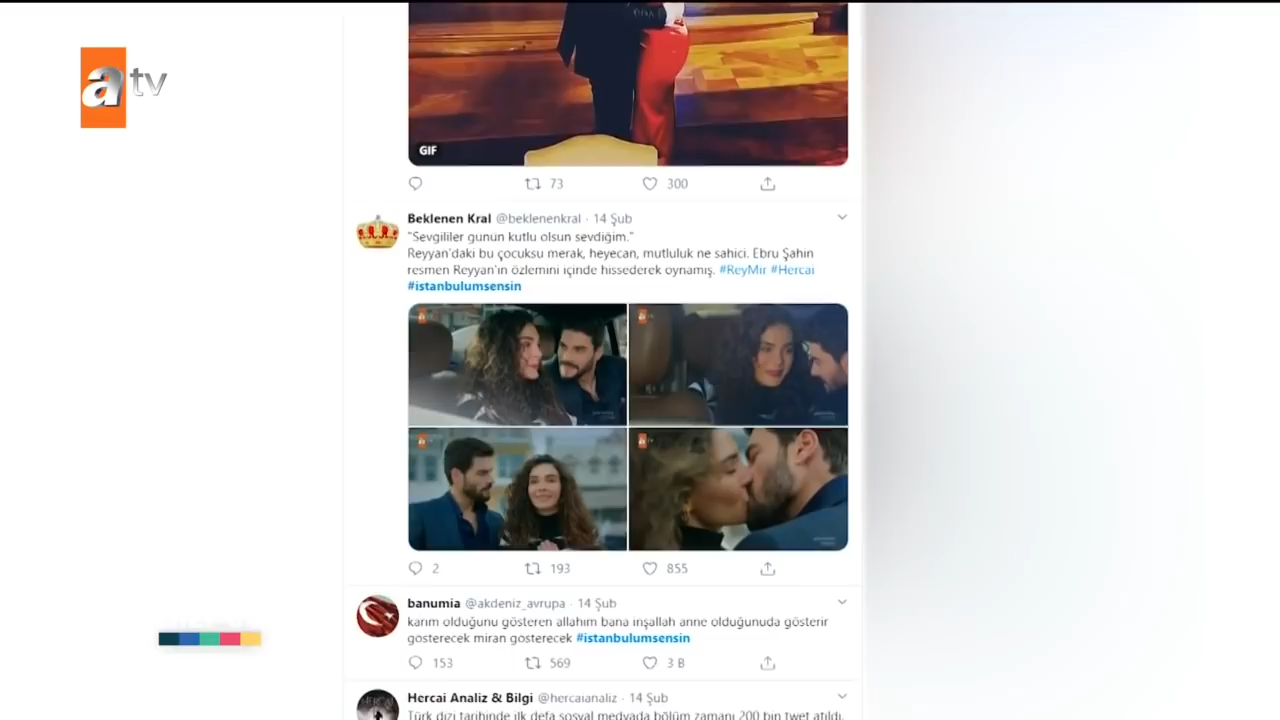 a tv
GIF
73 300
Beklenen Kral @beklenenkral · 14 Şub
"Sevgililer günün kutlu olsun sevdiğim."
Reyyan'daki bu çocuksu merak, heyecan, mutluluk ne sahici. Ebru Şahin
resmen Reyyan'ın özlemini içinde hissederek oynamış. #ReyMir #Hercai
#istanbulumsensin
2 193 855
banumia @akdeniz_avrupa · 14 Şub
karım olduğunu gösteren allahım bana inşallah anne olduğunuda gösterir
gösterecek miran gosterecek #istanbulumsensin
153 569 3 B
Hercai Analiz & Bilgi @hercaianaliz · 14 Şub
Türk dizi tarihinde ilk defa sosyal medyada bölüm zamanı 200 bin twet atıldı.